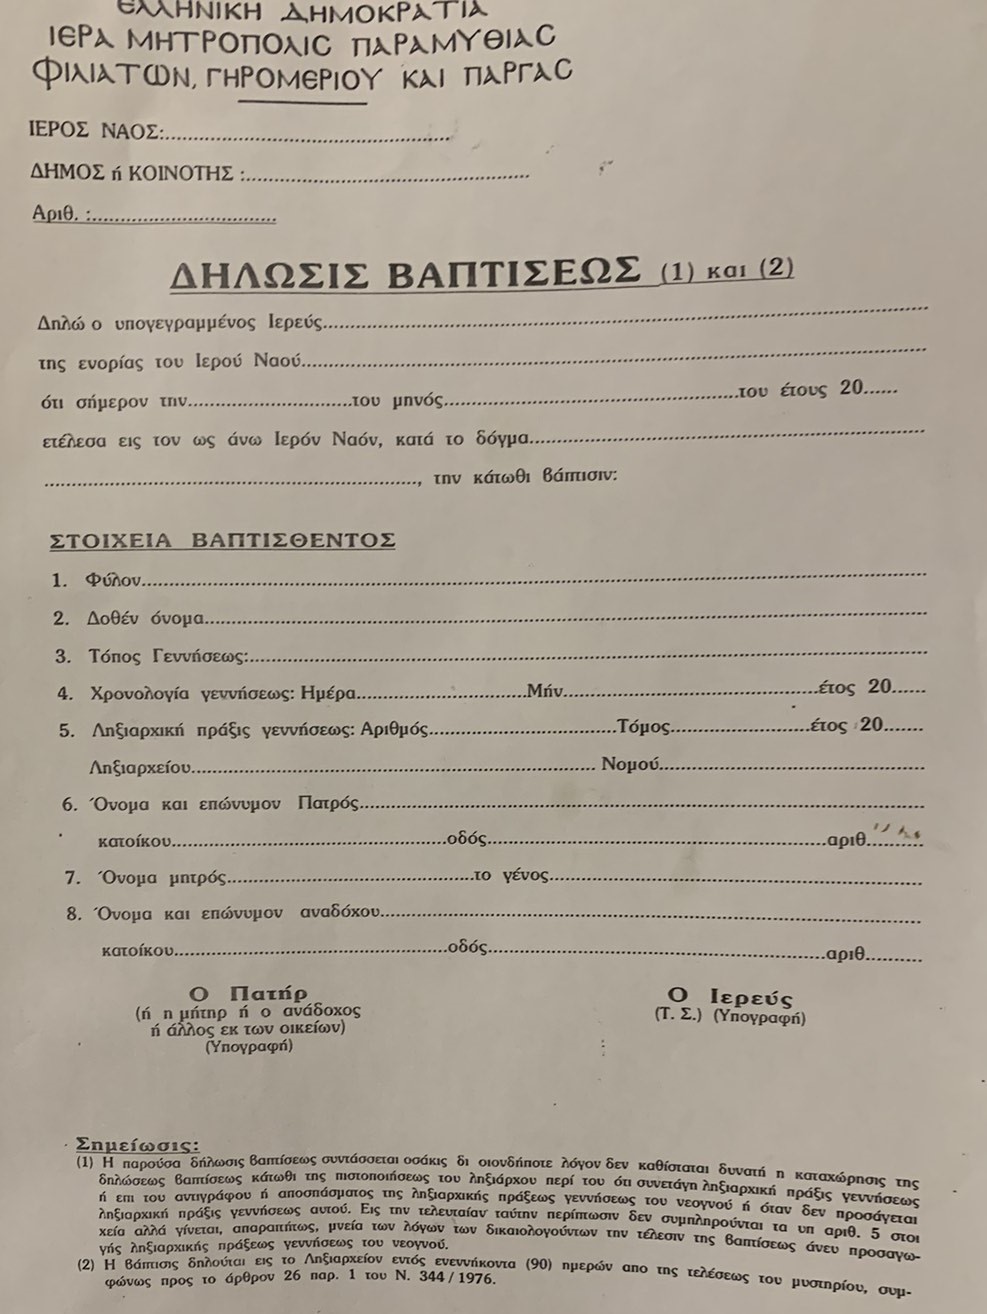 ΕΛΛΗΝΙΚΗ ΔΗΜΟΚΡΑΤΙΑ
ΙΕΡΑ ΜΗΤΡΟΠΟΛΙΣ ΠΑΡΑΜΥΘΙΑΣ
ΦΙΛΙΑΤΩΝ, ΓΗΡΟΜΕΡΙΟΥ ΚΑΙ ΠΑΡΓΑΣ
ΙΕΡΟΣ ΝΑΟΣ:..................................................
ΔΗΜΟΣ ή ΚΟΙΝΟΤΗΣ :..................................................
Αριθ. :................................
ΔΗΛΩΣΙΣ ΒΑΠΤΙΣΕΩΣ (1) και (2)
Δηλώ ο υπογεγραμμένος Ιερεύς..................................................
της ενορίας του Ιερού Ναού..................................................
ότι σήμερον την..............................του μηνός..................................................του έτους 20......
ετέλεσα εις τον ως άνω Ιερόν Ναόν, κατά το δόγμα..................................................
.................................................., την κάτωθι βάπτισιν:
ΣΤΟΙΧΕΙΑ ΒΑΠΤΙΣΘΕΝΤΟΣ
1. Φύλον..................................................
2. Δοθέν όνομα..................................................
3. Τόπος Γεννήσεως:..................................................
4. Χρονολογία γεννήσεως: Ημέρα..............................Μήν..............................έτος 20......
5. Ληξιαρχική πράξις γεννήσεως: Αριθμός..............................Τόμος..............................έτος 20.......
Ληξιαρχείου.................................................. Νομού..................................................
6. Όνομα και επώνυμον Πατρός..................................................
κατοίκου..................................................οδός..................................................αριθ..........
7. Όνομα μητρός..................................................το γένος..................................................
8. Όνομα και επώνυμον αναδόχου..................................................
κατοίκου..................................................οδός..................................................αριθ..........
Ο Πατήρ
(ή η μήτηρ ή ο ανάδοχος
ή άλλος εκ των οικείων)
(Υπογραφή)
Ο Ιερεύς
(Τ. Σ.) (Υπογραφή)
Σημείωσις:
(1) Η παρούσα δήλωσις βαπτίσεως συντάσσεται οσάκις δι οιονδήποτε λόγον δεν καθίσταται δυνατή η καταχώρησις της
δηλώσεως βαπτίσεως κάτωθι της πιστοποιήσεως του ληξιάρχου περί του ότι συνετάγη ληξιαρχική πράξις γεννήσεως
ή επι του αντιγράφου ή αποσπάσματος της ληξιαρχικής πράξεως γεννήσεως του νεογνού ή όταν δεν προσάγεται
ληξιαρχική πράξις γεννήσεως αυτού. Εις την τελευταίαν ταύτην περίπτωσιν δεν συμπληρούνται τα υπ αριθ. 5 στοι
χεία αλλά γίνεται, απαραιτήτως, μνεία των λόγων των δικαιολογούντων την τέλεσιν της βαπτίσεως άνευ προσαγω-
γής ληξιαρχικής πράξεως γεννήσεως του νεογνού.
(2) Η βάπτισις δηλούται εις το Ληξιαρχείον εντός ενεννήκοντα (90) ημερών απο της τελέσεως του μυστηρίου, συμ-
φώνως προς το άρθρον 26 παρ. 1 του Ν. 344/1976.